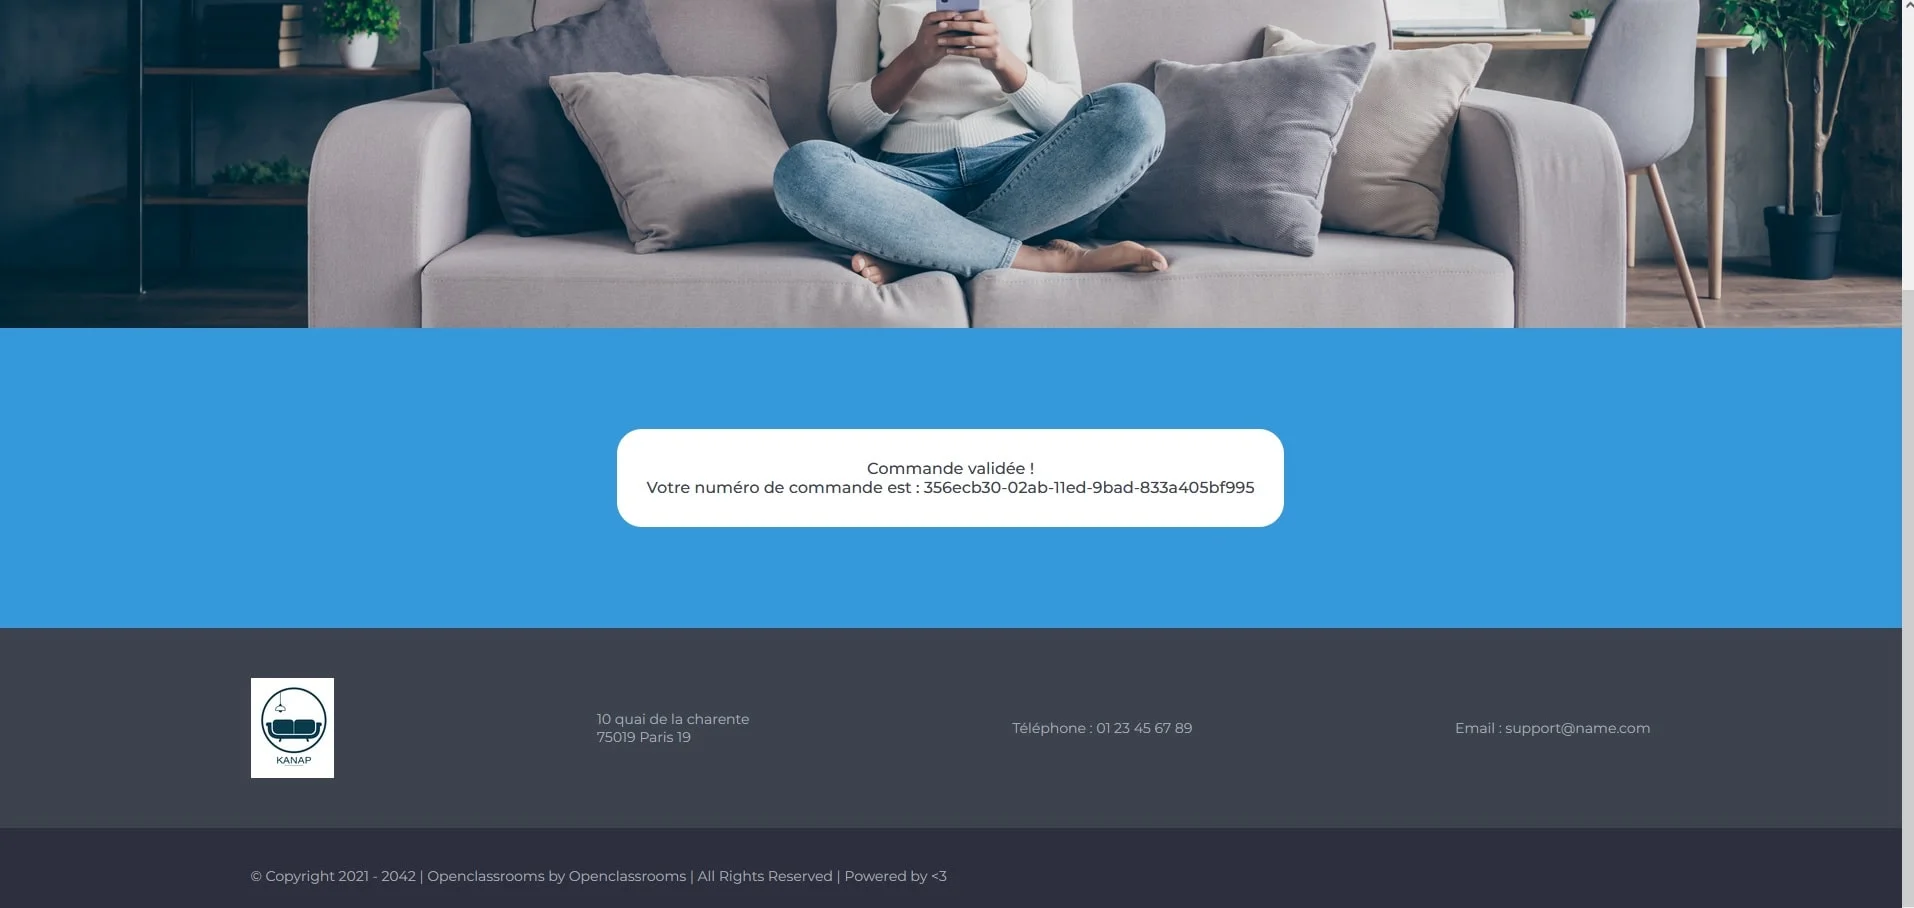 Commande validée !
Votre numéro de commande est : 356ecb30-02ab-11ed-9bad-833a405bf995
KANAP
10 quai de la charente
75019 Paris 19
Téléphone : 01 23 45 67 89
Email : support@name.com
© Copyright 2021 - 2042 | Openclassrooms by Openclassrooms | All Rights Reserved | Powered by <3